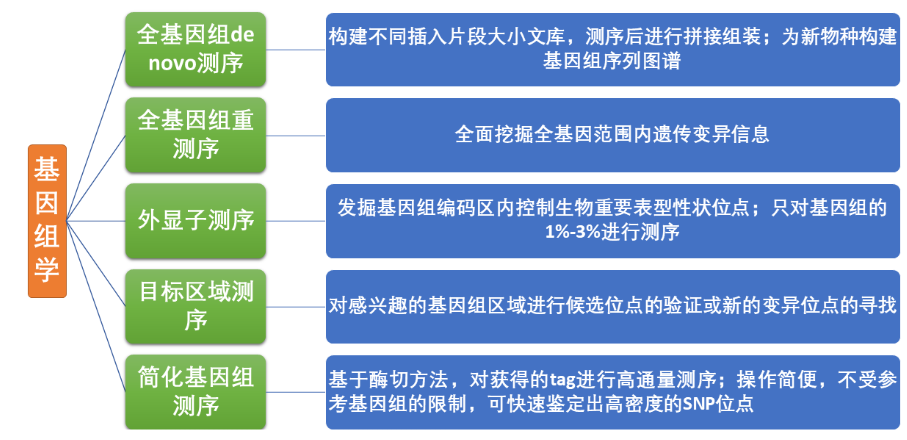 基因组学
全基因组de
novo测序
构建不同插入片段大小文库，测序后进行拼接组装；为新物种构建
基因组序列图谱
全基因组重
测序
全面挖掘全基因范围内遗传变异信息
外显子测序
发掘基因组编码区内控制生物重要表型性状位点；只对基因组的
1%-3%进行测序
目标区域测
序
对感兴趣的基因组区域进行候选位点的验证或新的变异位点的寻找
简化基因组
测序
基于酶切方法，对获得的tag进行高通量测序；操作简便，不受参
考基因组的限制，可快速鉴定出高密度的SNP位点